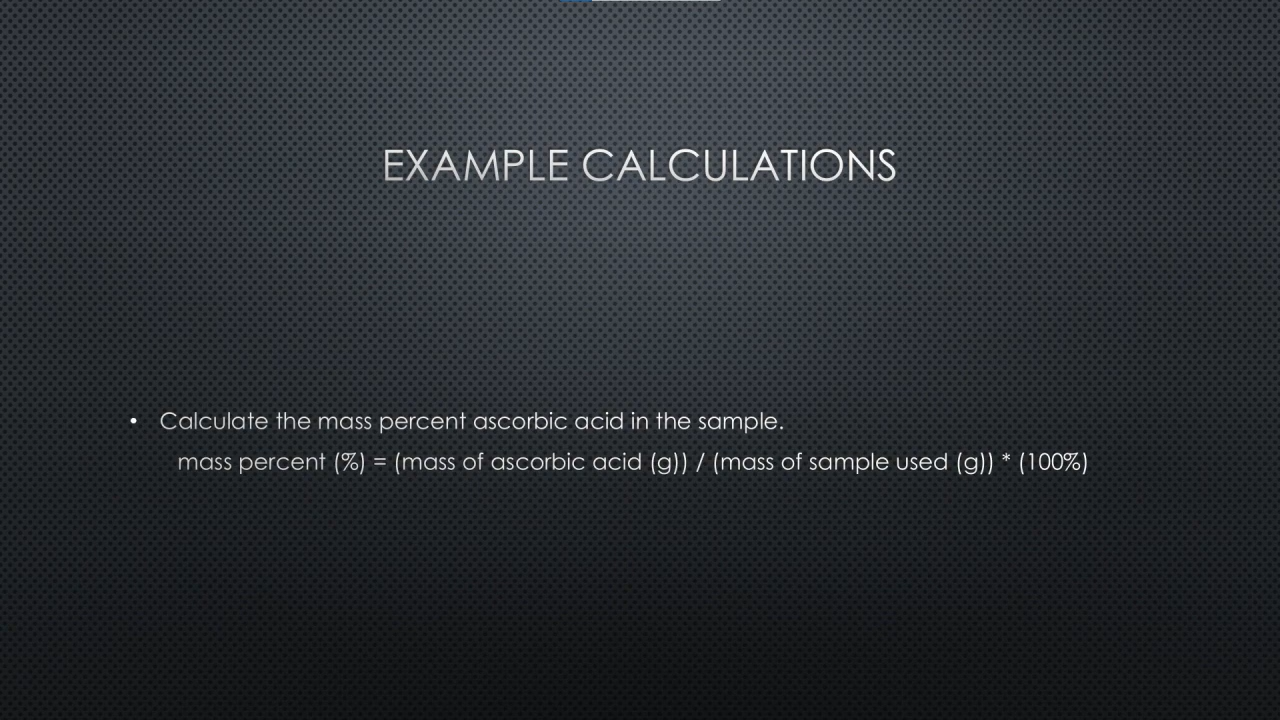 EXAMPLE CALCULATIONS
• Calculate the mass percent ascorbic acid in the sample.
mass percent (%) = (mass of ascorbic acid (g)) / (mass of sample used (g)) * (100%)